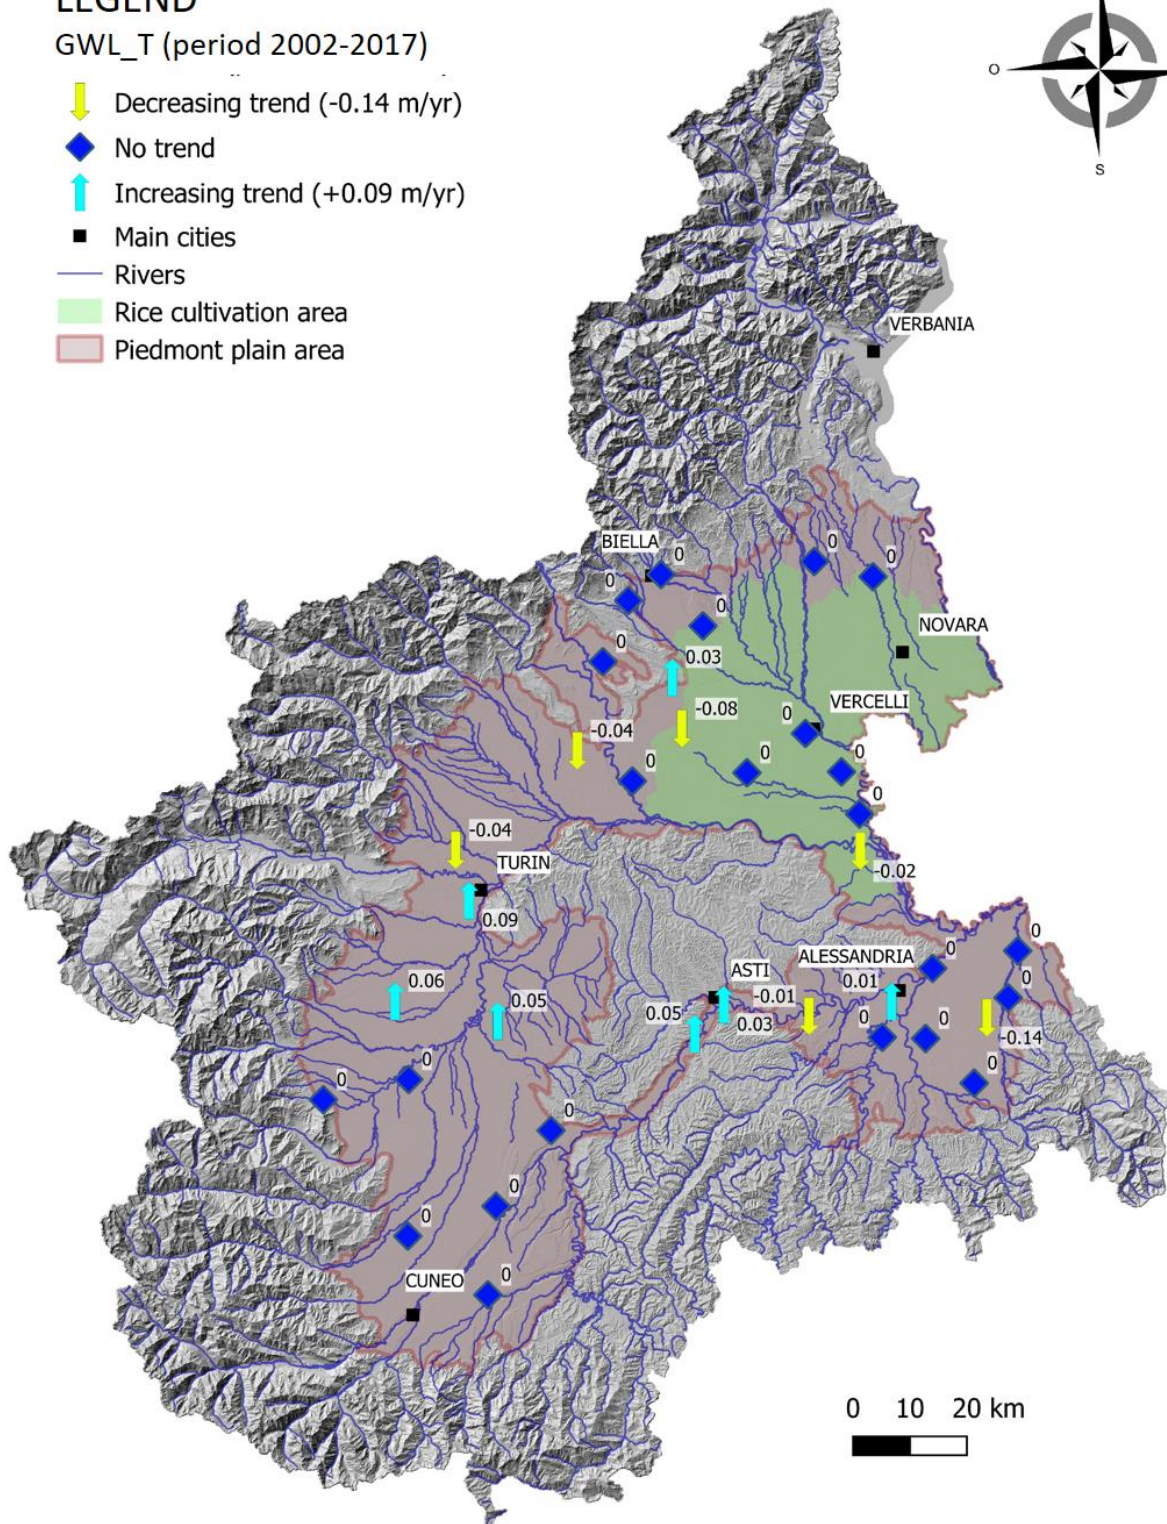 LEGEND
GWL_T (period 2002-2017)
Decreasing trend (-0.14 m/yr)
No trend
Increasing trend (+0.09 m/yr)
Main cities
Rivers
Rice cultivation area
Piedmont plain area
O
S
VERBANIA
BIELLA
0
0
0
0
0
NOVARA
0
0.03
VERCELLI
-0.08
0
-0.04
0
0
0
0
-0.04
TURIN
-0.02
0.09
0
ALESSANDRIA
0
ASTI
0.06
0.01
0
-0.01
0.05
0.05
0.03
0
0
-0.14
0
0
0
0
0
0
CUNEO
0
0 10 20 km